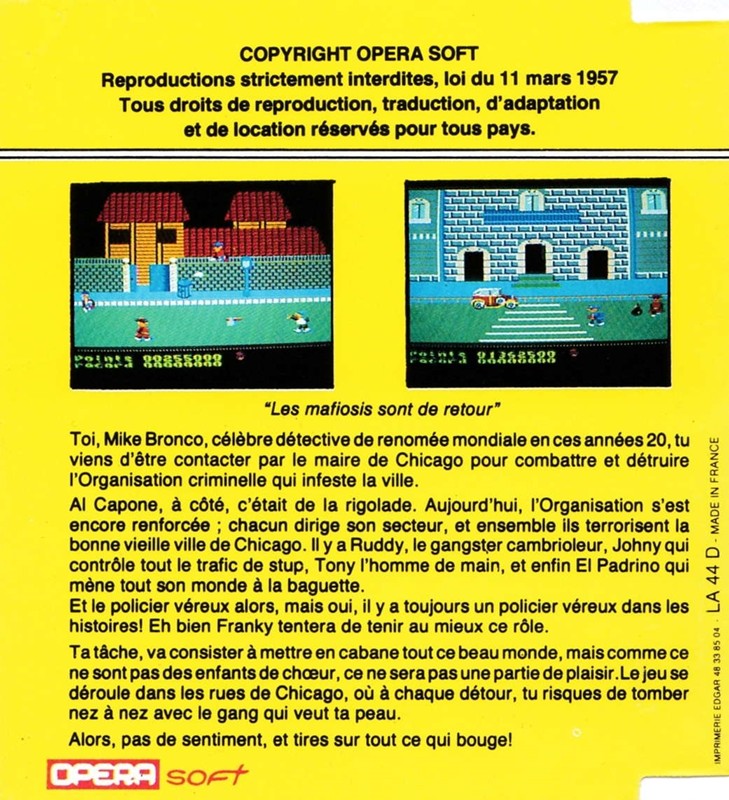 COPYRIGHT OPERA SOFT
Reproductions strictement interdites, loi du 11 mars 1957
Tous droits de reproduction, traduction, d'adaptation
et de location réservés pour tous pays.
Points 00255000
record 00000000
Points 01362500
record 00000000
"Les mafiosis sont de retour"
Toi, Mike Bronco, célèbre détective de renomée mondiale en ces années 20, tu
viens d'être contacter par le maire de Chicago pour combattre et détruire
l'Organisation criminelle qui infeste la ville.
Al Capone, à côté, c'était de la rigolade. Aujourd'hui, l'Organisation s'est
encore renforcée ; chacun dirige son secteur, et ensemble ils terrorisent la
bonne vieille ville de Chicago. Il y a Ruddy, le gangster cambrioleur, Johny qui
contrôle tout le trafic de stup, Tony l'homme de main, et enfin El Padrino qui
mène tout son monde à la baguette.
Et le policier véreux alors, mais oui, il y a toujours un policier véreux dans les
histoires! Eh bien Franky tentera de tenir au mieux ce rôle.
Ta tâche, va consister à mettre en cabane tout ce beau monde, mais comme ce
ne sont pas des enfants de chœur, ce ne sera pas une partie de plaisir. Le jeu se
déroule dans les rues de Chicago, où à chaque détour, tu risques de tomber
nez à nez avec le gang qui veut ta peau.
Alors, pas de sentiment, et tires sur tout ce qui bouge!
OPERA SOFT
IMPRIMERIE EDGAR 48 33 85 04 - LA 44 D - MADE IN FRANCE